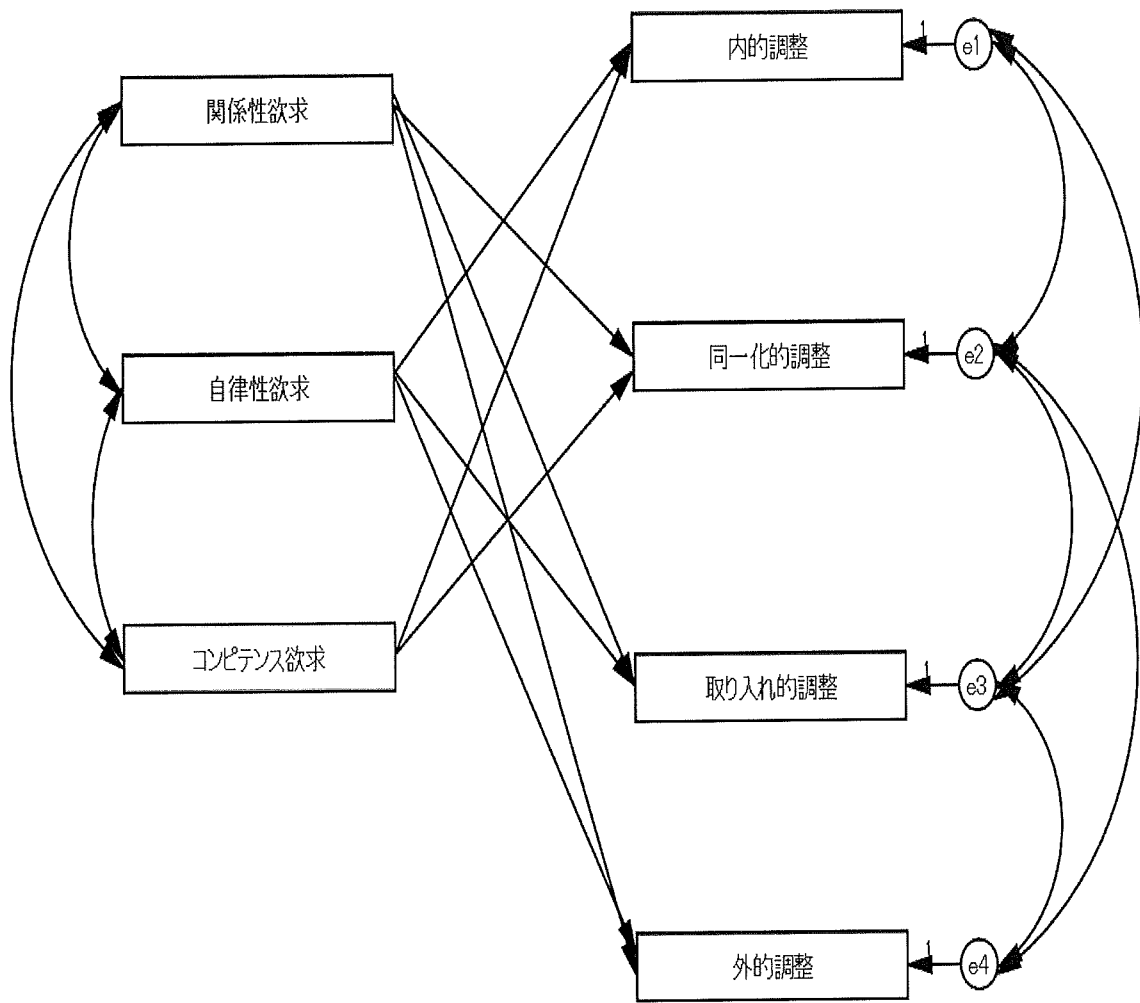 内的調整
1
e1
関係性欲求
同一化的調整
1
e2
自律性欲求
コンピテンス欲求
取り入れ的調整
1
e3
外的調整
1
e4